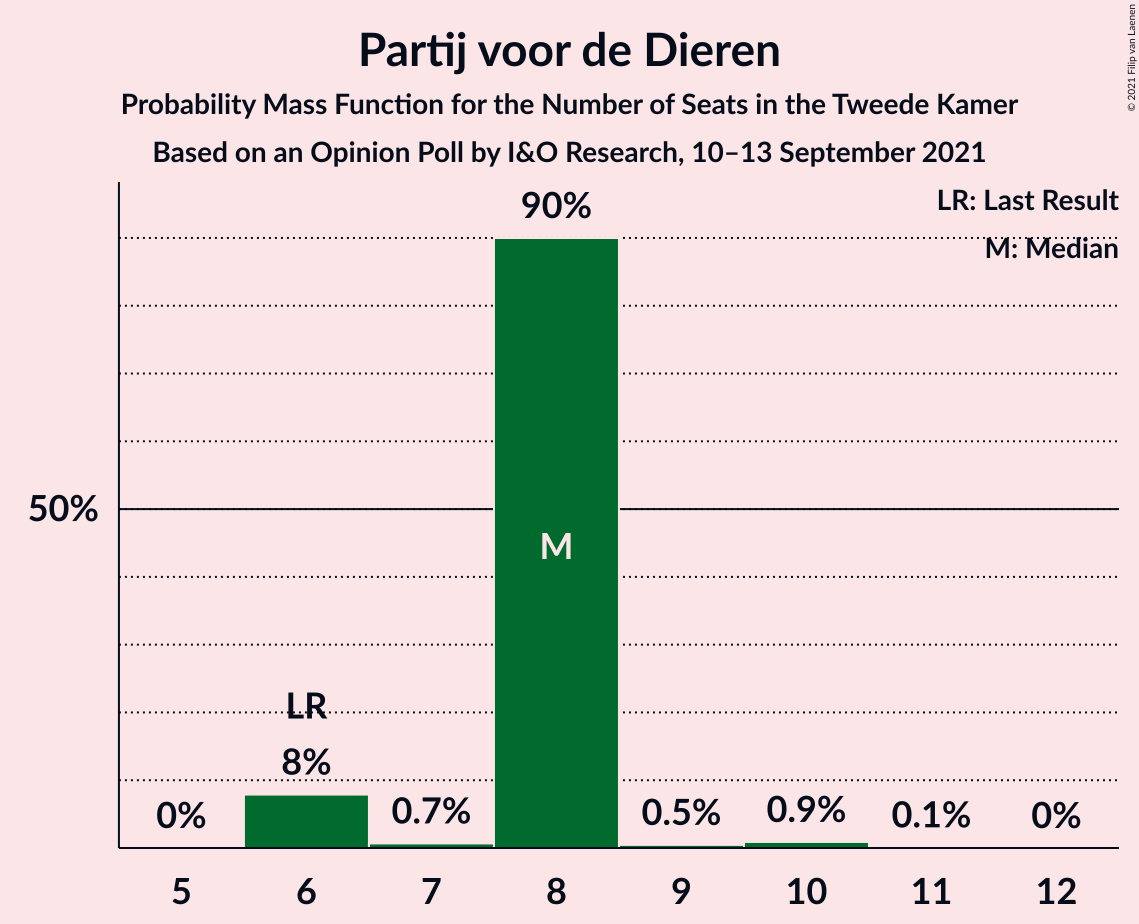 Partij voor de Dieren
Probability Mass Function for the Number of Seats in the Tweede Kamer
Based on an Opinion Poll by I&O Research, 10–13 September 2021
© 2021 Filip van Laenen
LR: Last Result
M: Median
90%
50%
M
LR
8%
0%
0.7%
0.5%
0.9%
0.1%
0%
5 6 7 8 9 10 11 12